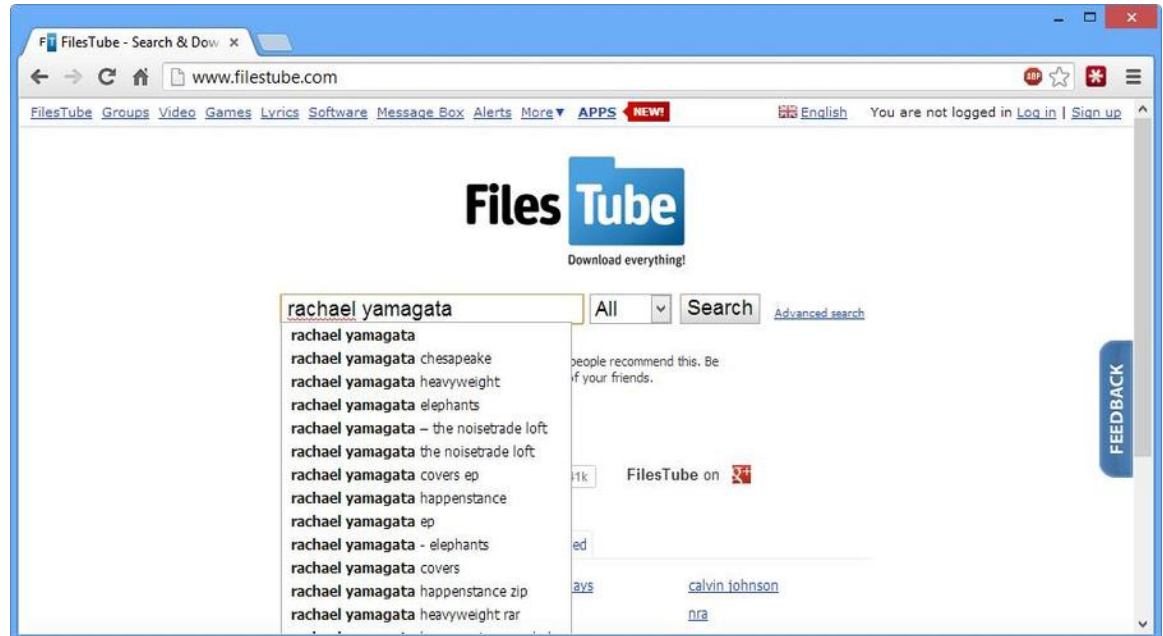 FilesTube - Search & Dow
www.filestube.com
ABP
FilesTube Groups Video Games Lyrics Software Message Box Alerts More▼ APPS NEW! English You are not logged in Log in | Sign up
Files Tube
Download everything!
rachael yamagata All Search Advanced search
rachael yamagata
rachael yamagata chesapeake
people recommend this. Be
rachael yamagata heavyweight
of your friends.
rachael yamagata elephants
rachael yamagata – the noisetrade loft
rachael yamagata the noisetrade loft
rachael yamagata covers ep
FilesTube on g+
rachael yamagata happenstance
rachael yamagata ep
rachael yamagata - elephants
rachael yamagata covers
rachael yamagata happenstance zip
calvin johnson
rachael yamagata heavyweight rar
nra
FEEDBACK